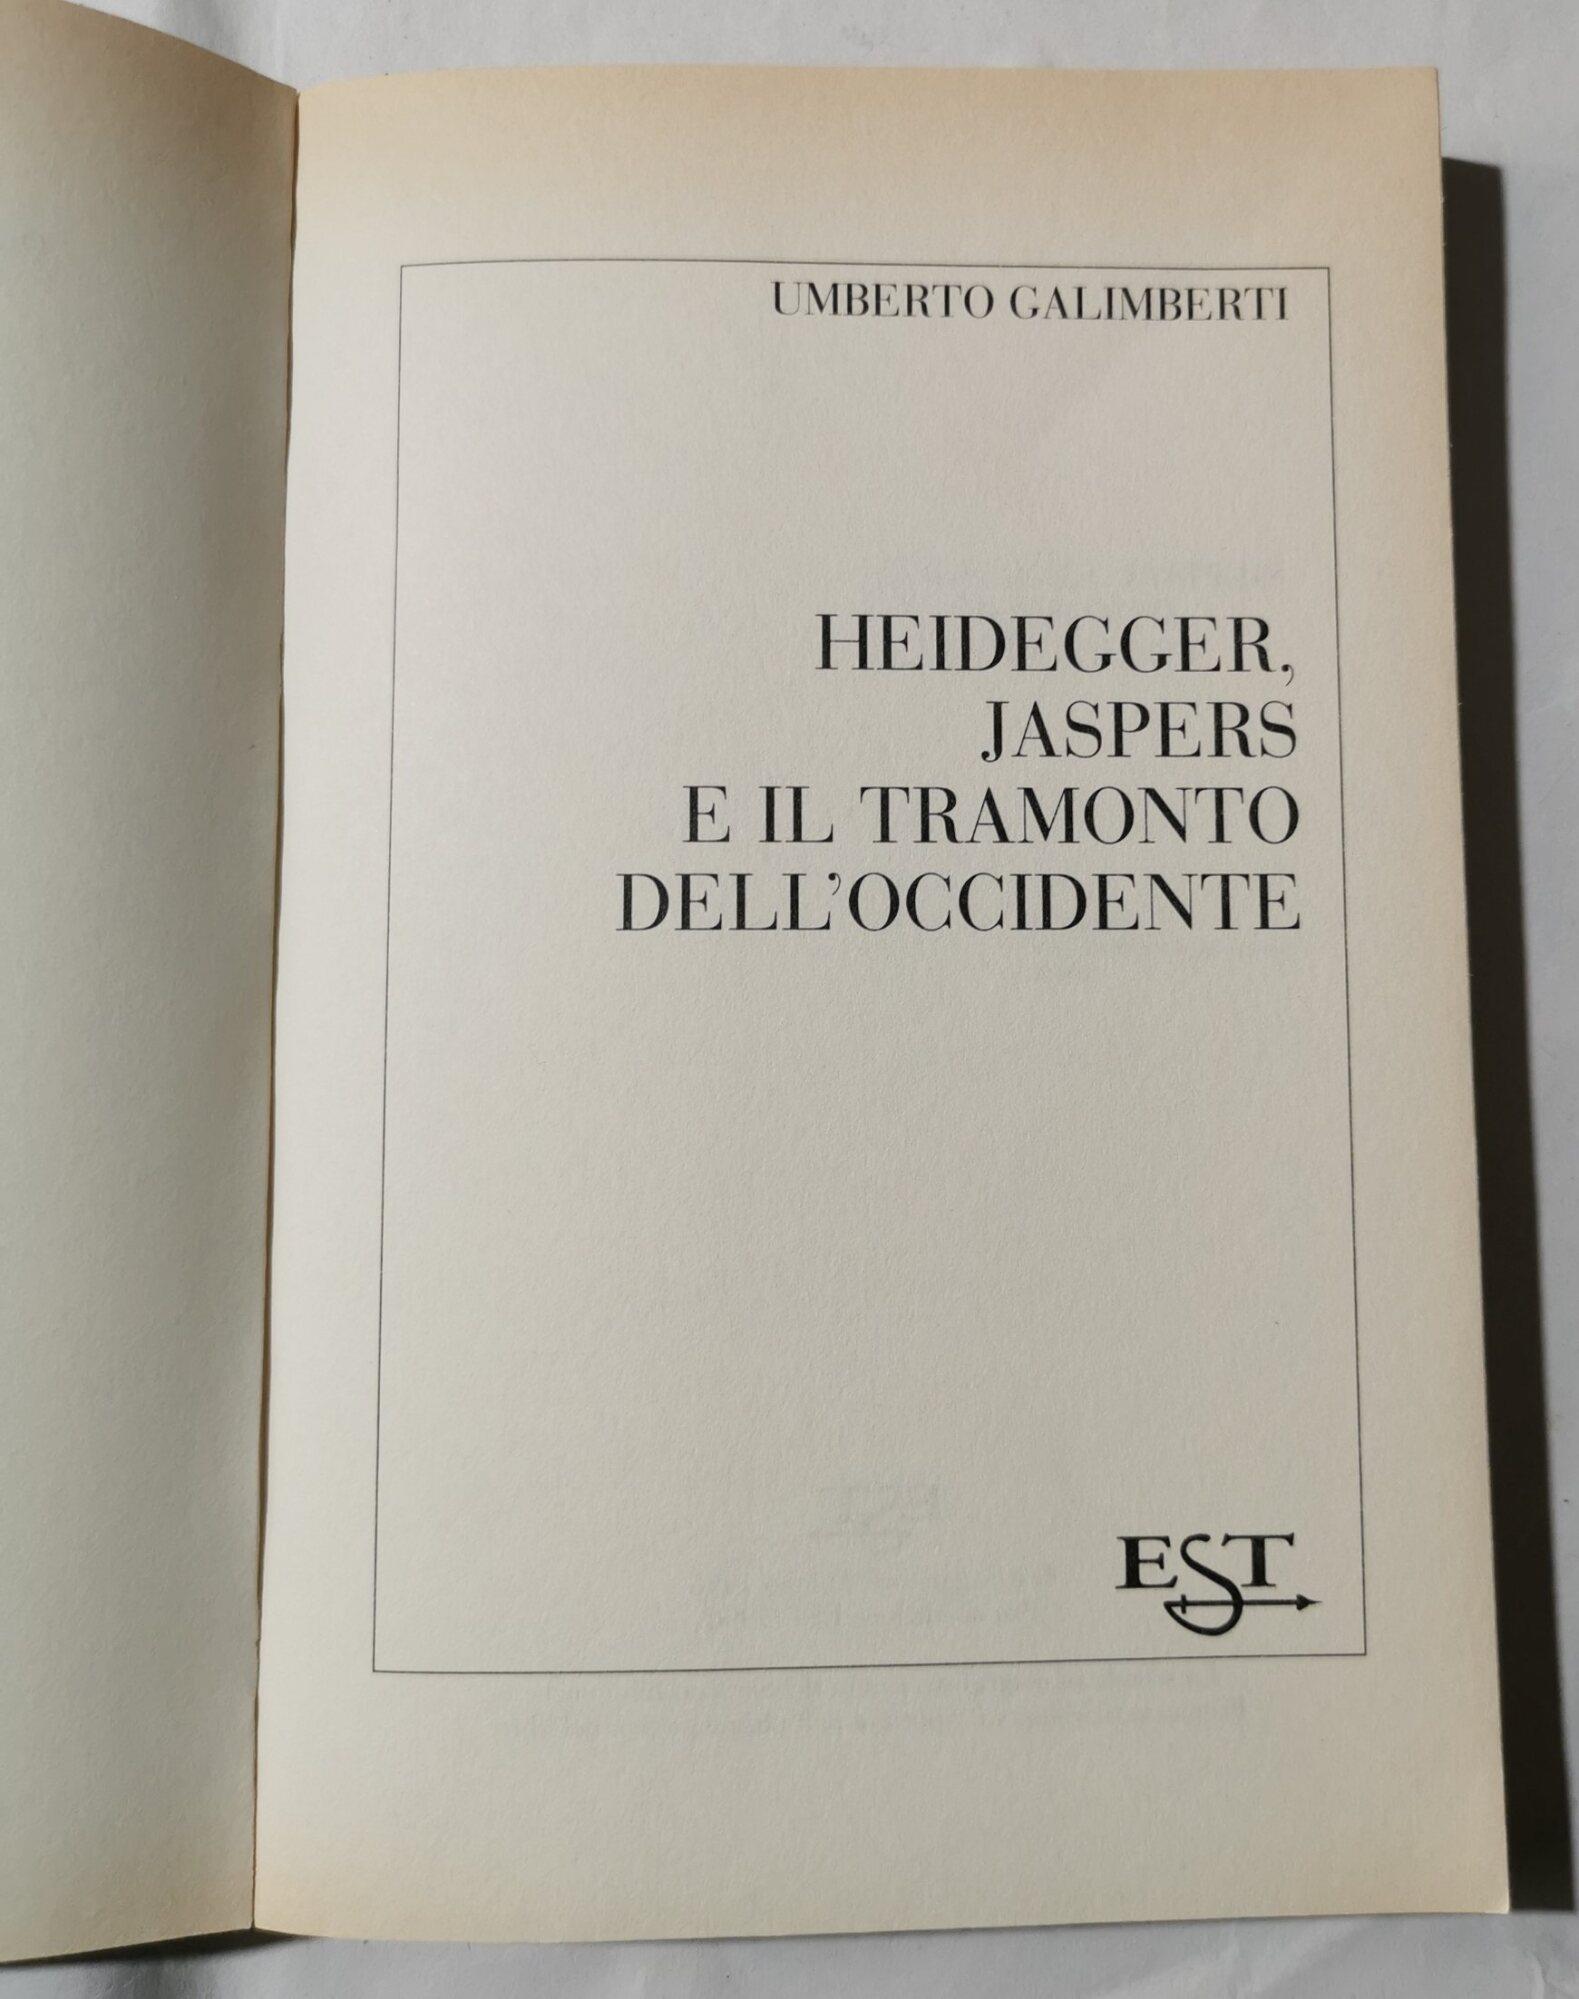 UMBERTO GALIMBERTI
HEIDEGGER,
JASPERS
E IL TRAMONTO
DELL'OCCIDENTE
EST